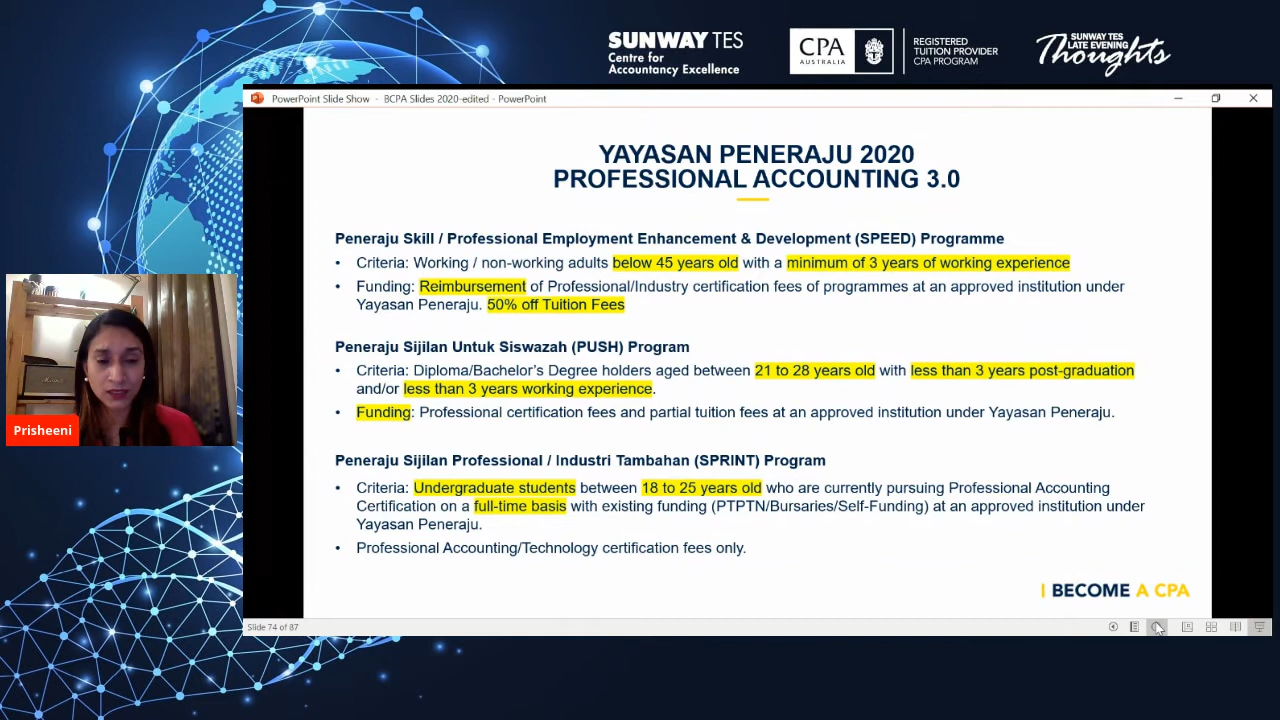 SUNWAY TES
Centre for
Accountancy Excellence
CPA
AUSTRALIA
REGISTERED
TUITION PROVIDER
CPA PROGRAM
SUNWAY TES
LATE EVENING
Thoughts
PowerPoint Slide Show - BCPA Slides 2020-edited - PowerPoint
YAYASAN PENERAJU 2020
PROFESSIONAL ACCOUNTING 3.0
Peneraju Skill / Professional Employment Enhancement & Development (SPEED) Programme
• Criteria: Working / non-working adults below 45 years old with a minimum of 3 years of working experience
• Funding: Reimbursement of Professional/Industry certification fees of programmes at an approved institution under
Yayasan Peneraju. 50% off Tuition Fees
Peneraju Sijilan Untuk Siswazah (PUSH) Program
• Criteria: Diploma/Bachelor's Degree holders aged between 21 to 28 years old with less than 3 years post-graduation
and/or less than 3 years working experience.
• Funding: Professional certification fees and partial tuition fees at an approved institution under Yayasan Peneraju.
Peneraju Sijilan Professional / Industri Tambahan (SPRINT) Program
• Criteria: Undergraduate students between 18 to 25 years old who are currently pursuing Professional Accounting
Certification on a full-time basis with existing funding (PTPTN/Bursaries/Self-Funding) at an approved institution under
Yayasan Peneraju.
• Professional Accounting/Technology certification fees only.
I BECOME A CPA
Slide 74 of 87
Prisheeni